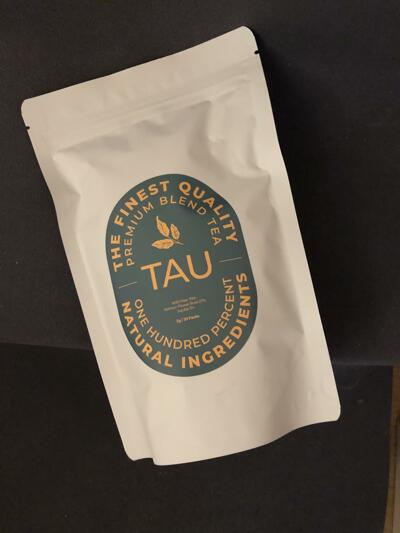 THE FINEST QUALITY
PREMIUM BLEND TEA
TAU
ONE HUNDRED PERCENT
NATURAL INGREDIENTS